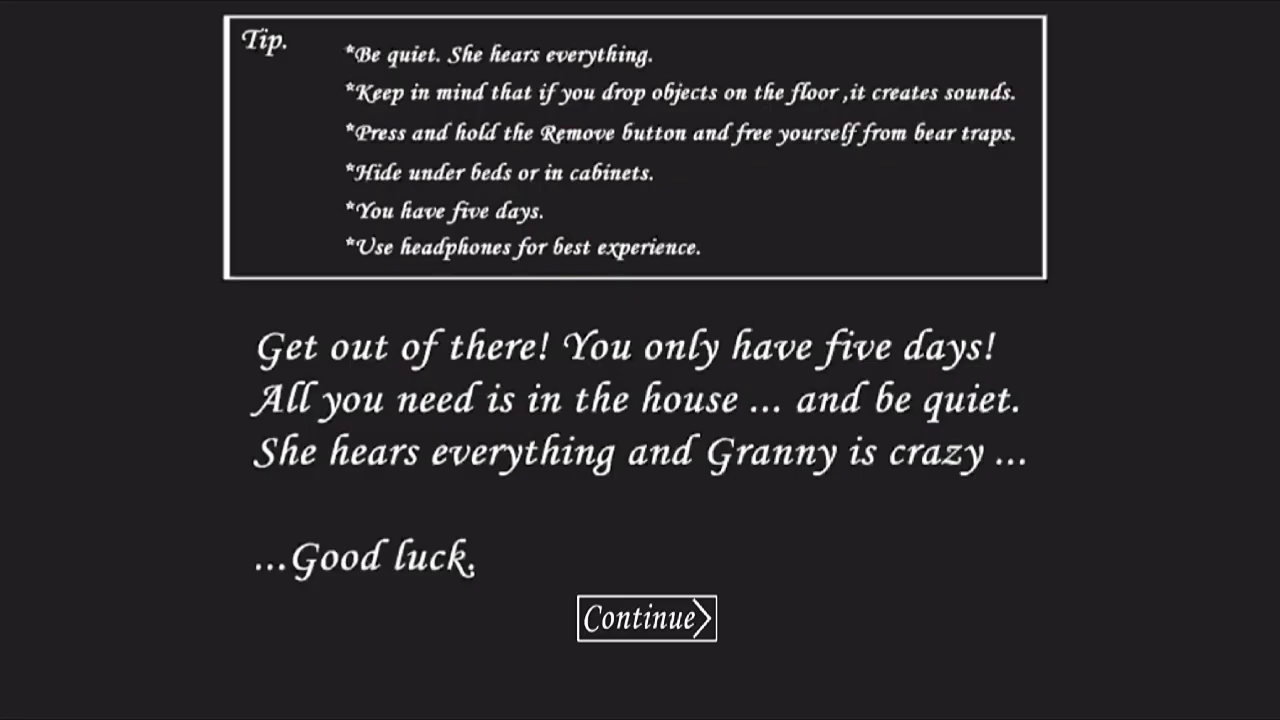 Tip.
*Be quiet. She hears everything.
*Keep in mind that if you drop objects on the floor ,it creates sounds.
*Press and hold the Remove button and free yourself from bear traps.
*Hide under beds or in cabinets.
*You have five days.
*Use headphones for best experience.
Get out of there! You only have five days!
All you need is in the house ... and be quiet.
She hears everything and Granny is crazy ...
...Good luck.
Continue>